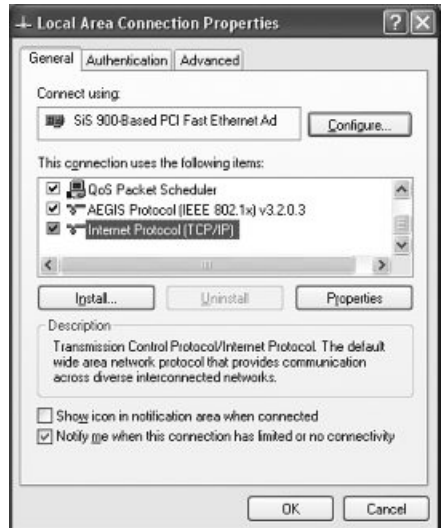 Local Area Connection Properties
General Authentication Advanced
Connect using:
SiS 900-Based PCI Fast Ethernet Ad Configure...
This connection uses the following items:
QoS Packet Scheduler
AEGIS Protocol (IEEE 802.1x) v3.2.0.3
Internet Protocol (TCP/IP)
Install... Uninstall Properties
Description
Transmission Control Protocol/Internet Protocol. The default
wide area network protocol that provides communication
across diverse interconnected networks.
Show icon in notification area when connected
Notify me when this connection has limited or no connectivity
OK Cancel